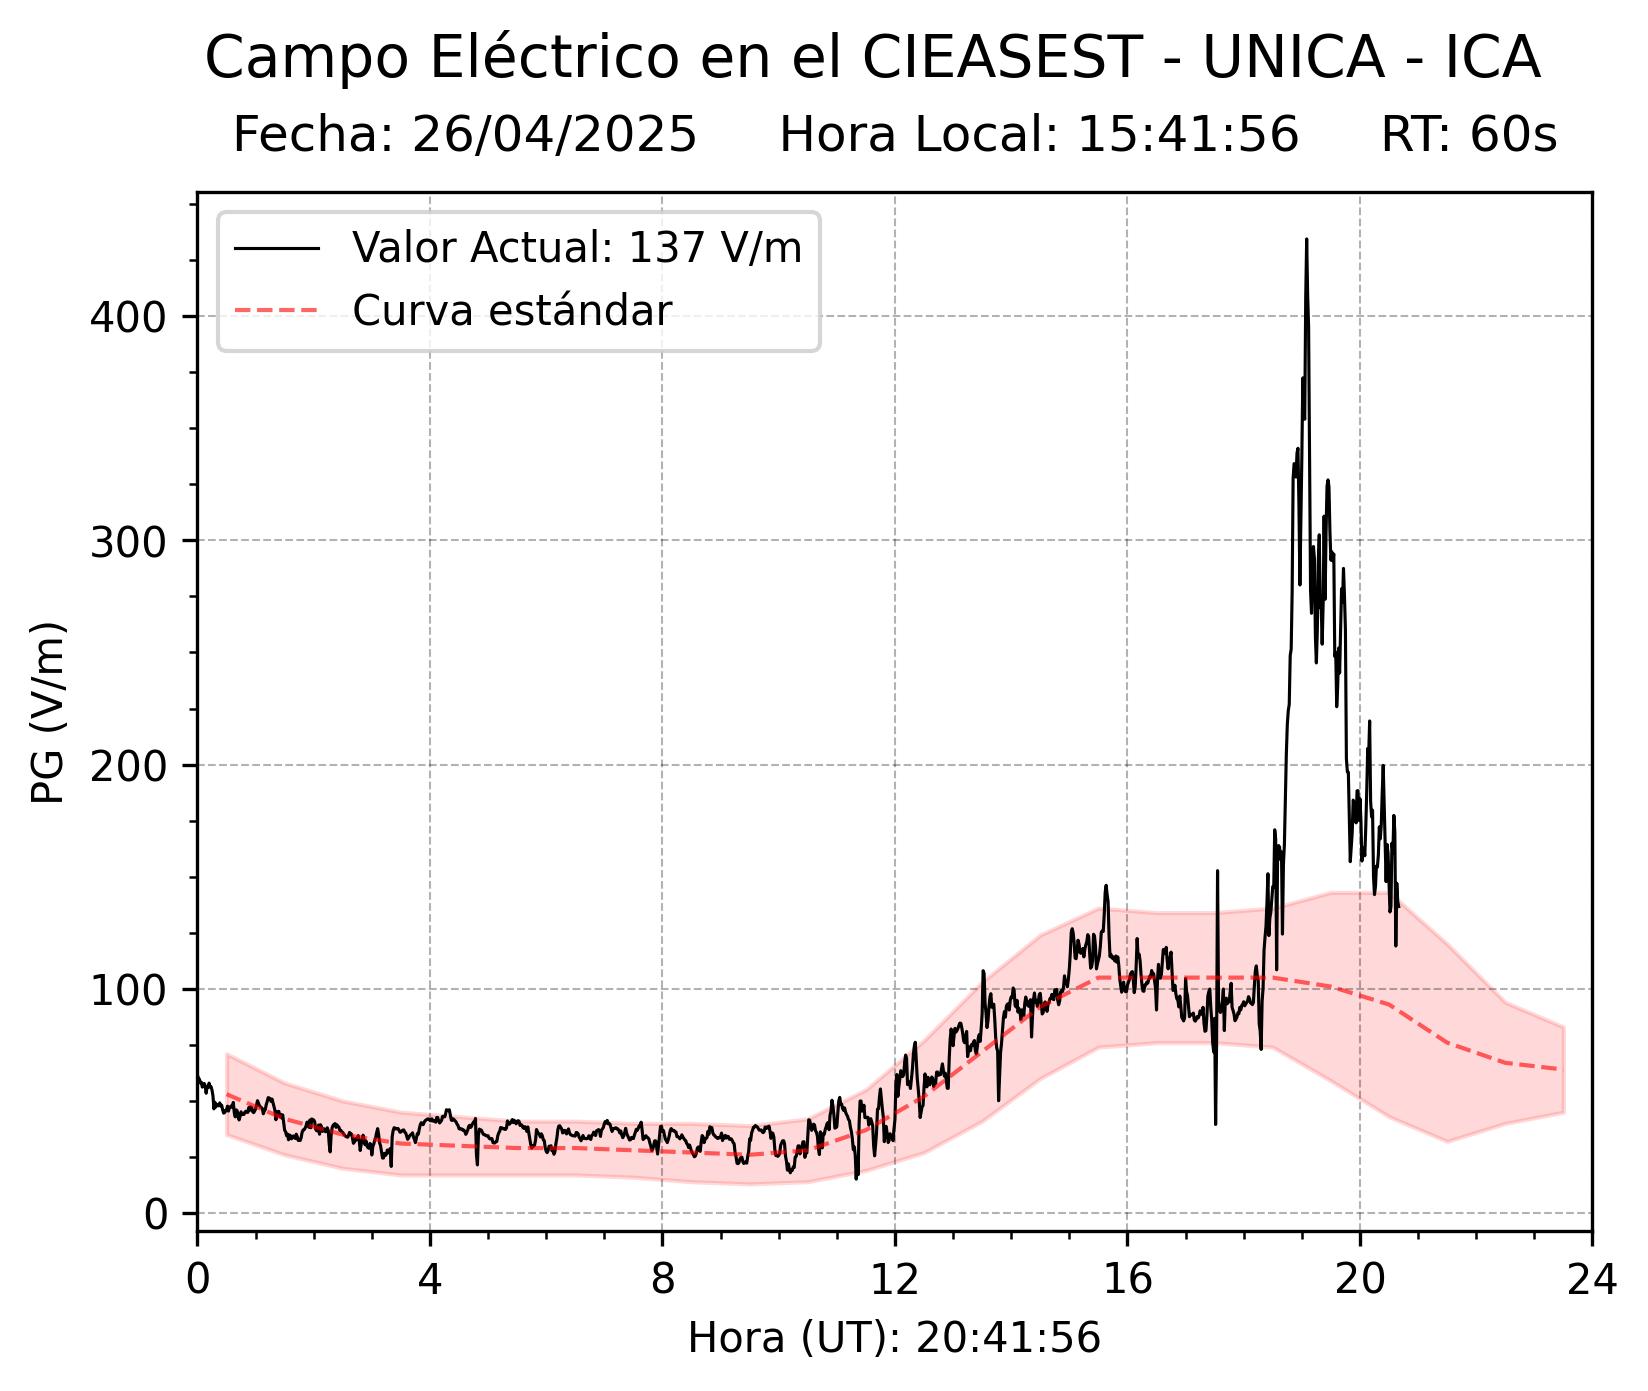 Campo Eléctrico en el CIEASEST - UNICA - ICA
Fecha: 26/04/2025 Hora Local: 15:41:56 RT: 60s
Valor Actual: 137 V/m
Curva estándar
PG (V/m)
400
300
200
100
0
0 4 8 12 16 20 24
Hora (UT): 20:41:56